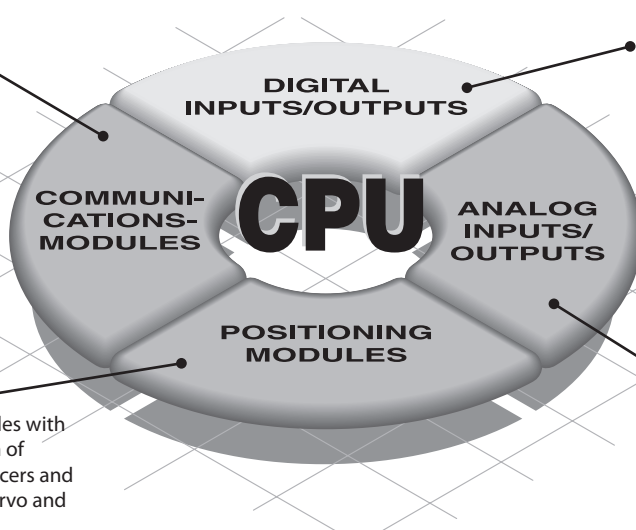 DIGITAL
INPUTS/OUTPUTS
COMMUNI-
CATIONS-
MODULES
CPU
ANALOG
INPUTS/
OUTPUTS
POSITIONING
MODULES
les with
of
cers and
rvo and